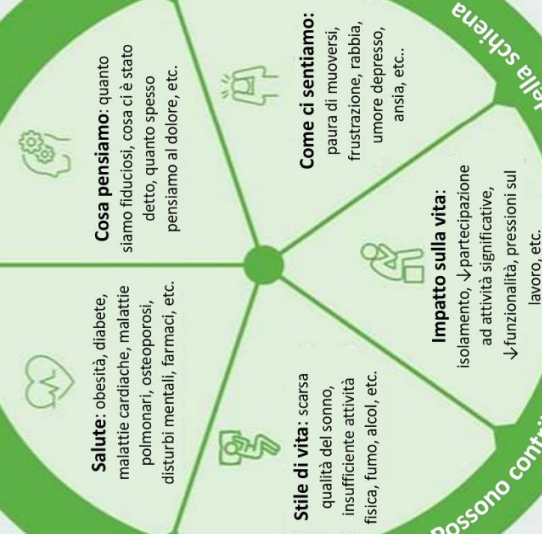 Cosa pensiamo: quanto
siamo fiduciosi, cosa ci è stato
detto, quanto spesso
pensiamo al dolore, etc.
Come ci sentiamo:
paura di muoversi,
frustrazione, rabbia,
umore depresso,
ansia, etc..
Impatto sulla vita:
isolamento, ↓partecipazione
ad attività significative,
↓funzionalità, pressioni sul
lavoro, etc.
Stile di vita: scarsa
qualità del sonno,
insufficiente attività
fisica, fumo, alcol, etc.
Salute: obesità, diabete,
malattie cardiache, malattie
polmonari, osteoporosi,
disturbi mentali, farmaci, etc.
Possono
della schiena